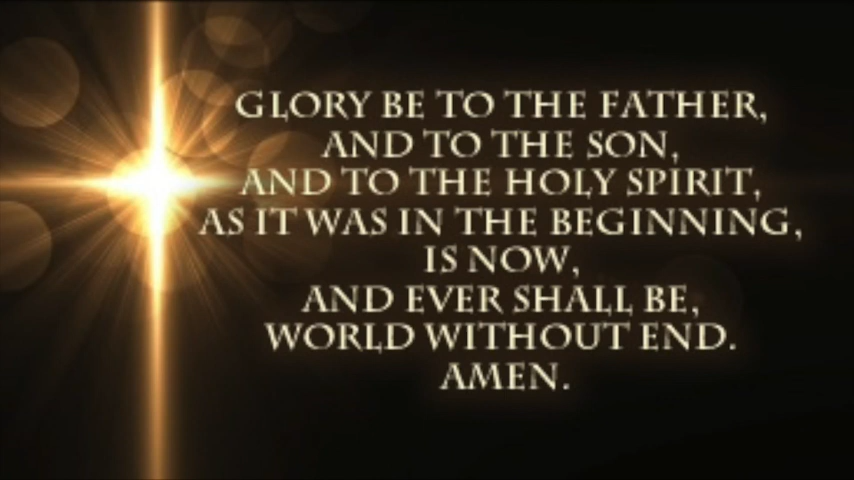 GLORY BE TO THE FATHER,
AND TO THE SON,
AND TO THE HOLY SPIRIT,
AS IT WAS IN THE BEGINNING,
IS NOW,
AND EVER SHALL BE,
WORLD WITHOUT END.
AMEN.